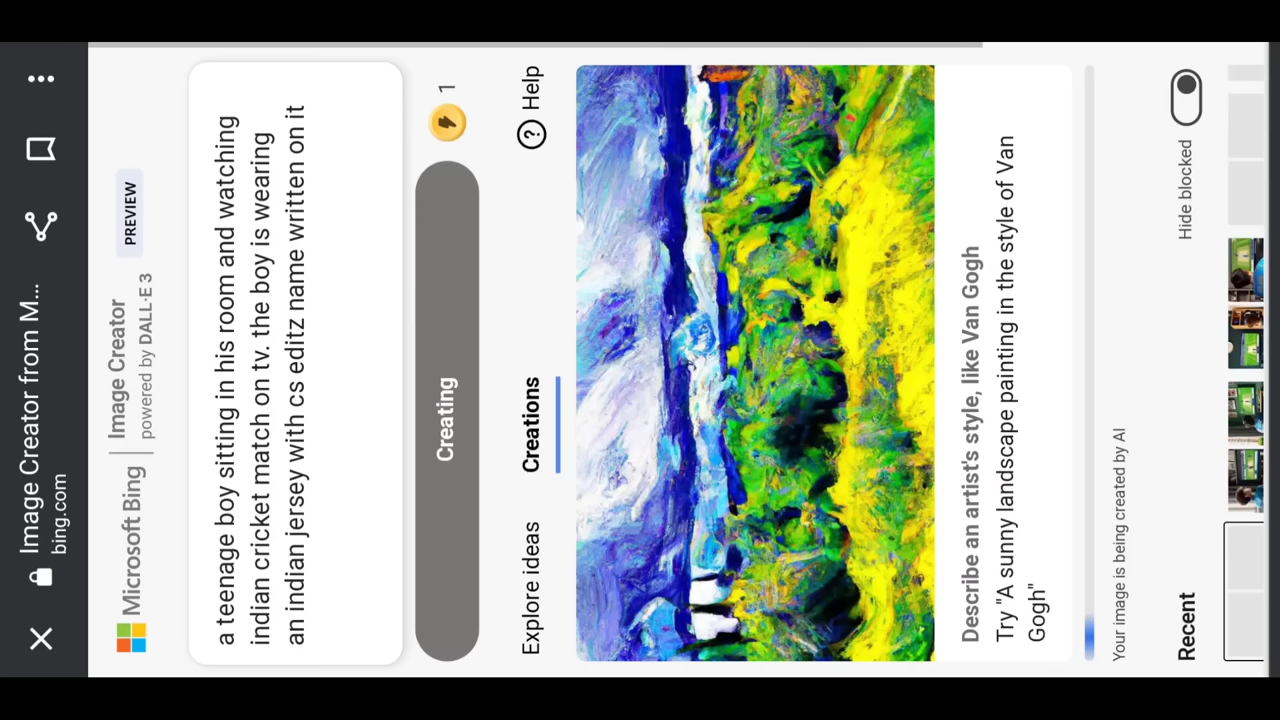 Image Creator from M...
bing.com
Microsoft Bing
Image Creator
powered by DALL·E 3
PREVIEW
a teenage boy sitting in his room and watching
indian cricket match on tv. the boy is wearing
an indian jersey with cs editz name written on it
Creating
1
Explore ideas
Creations
Help
Describe an artist's style, like Van Gogh
Try "A sunny landscape painting in the style of Van
Gogh"
Your image is being created by AI
Recent
Hide blocked